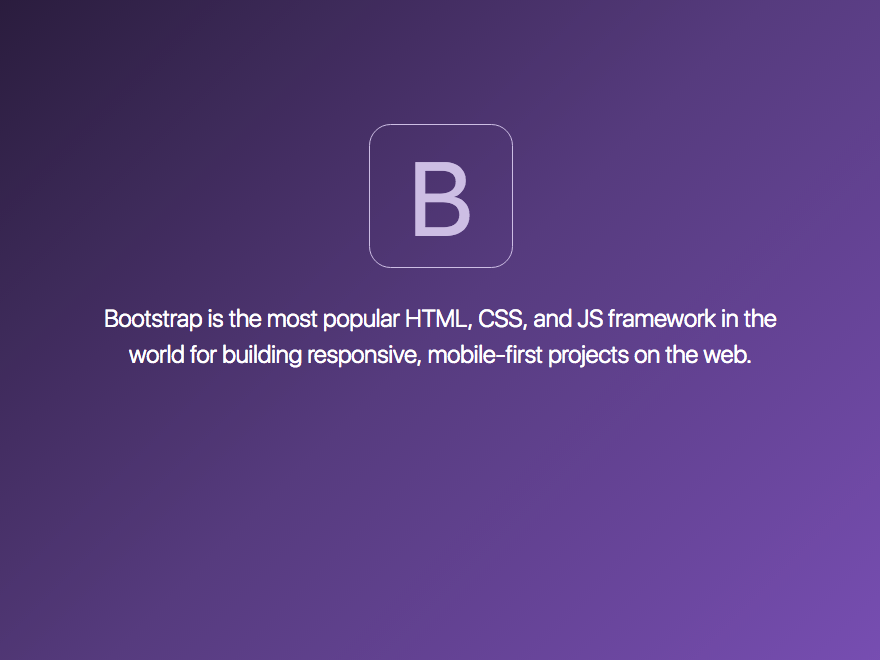 B
Bootstrap is the most popular HTML, CSS, and JS framework in the
world for building responsive, mobile-first projects on the web.